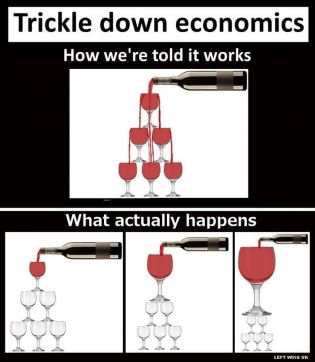 Trickle down economics
How we're told it works
What actually happens
LEFT WING UK